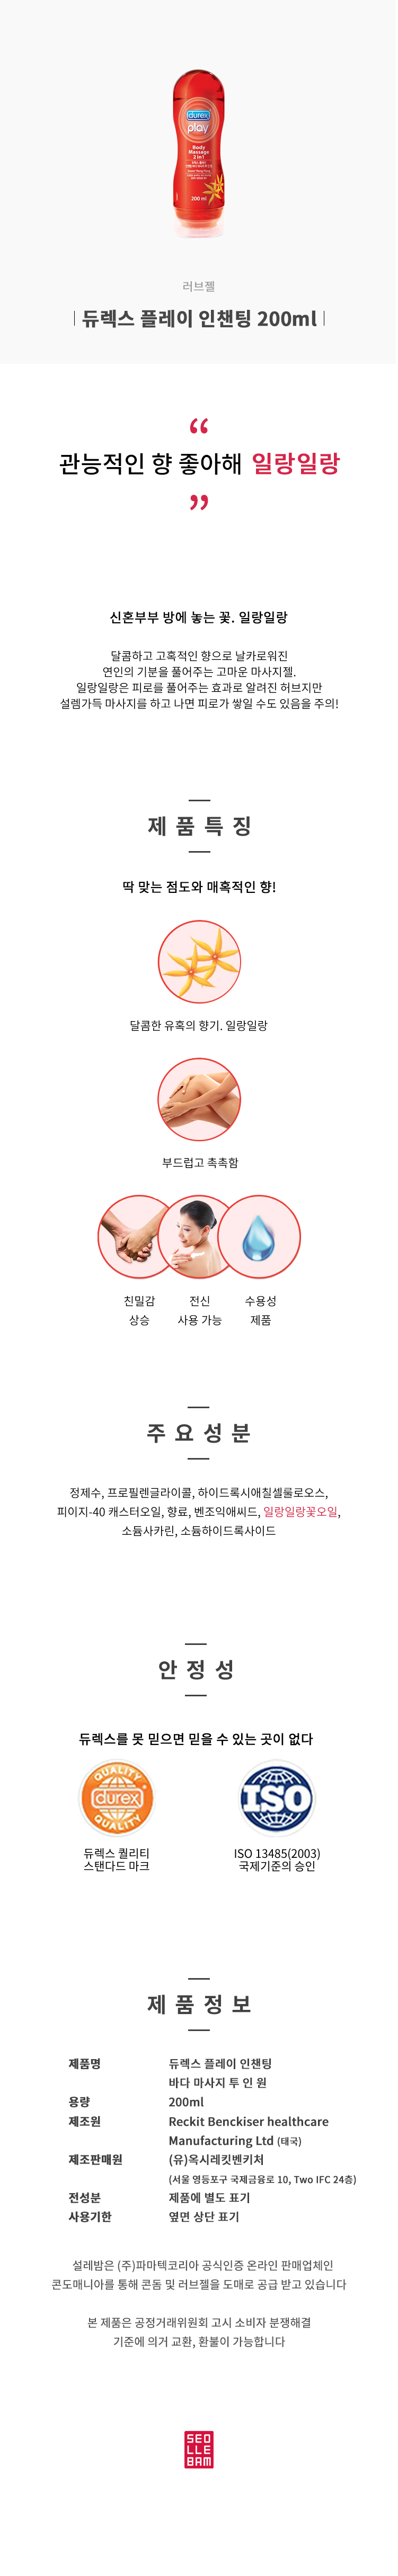 durex
play
Body
Massage
2 in 1
200 ml
러브젤
듀렉스 플레이 인챈팅 200ml
“
관능적인 향 좋아해 일랑일랑
”
신혼부부 방에 놓는 꽃. 일랑일랑
달콤하고 고혹적인 향으로 날카로워진
연인의 기분을 풀어주는 고마운 마사지젤.
일랑일랑은 피로를 풀어주는 효과로 알려진 허브지만
설렘가득 마사지를 하고 나면 피로가 쌓일 수도 있음을 주의!
제품특징
딱 맞는 점도와 매혹적인 향!
달콤한 유혹의 향기. 일랑일랑
부드럽고 촉촉함
친밀감 전신 수용성
상승 사용 가능 제품
주요성분
정제수, 프로필렌글라이콜, 하이드록시애칠셀룰로오스,
피이지-40 캐스터오일, 향료, 벤조익애씨드, 일랑일랑꽃오일,
소듐사카린, 소듐하이드록사이드
안정성
듀렉스를 못 믿으면 믿을 수 있는 곳이 없다
QUALITY
durex
QUALITY
ISO
듀렉스 퀄리티
스탠다드 마크
ISO 13485(2003)
국제기준의 승인
제품정보
제품명 듀렉스 플레이 인챈팅
바다 마사지 투 인 원
용량 200ml
제조원 Reckit Benckiser healthcare
Manufacturing Ltd (태국)
제조판매원 (유)옥시레킷벤키처
(서울 영등포구 국제금융로 10, Two IFC 24층)
전성분 제품에 별도 표기
사용기한 옆면 상단 표기
설레밤은 (주)파마텍코리아 공식인증 온라인 판매업체인
콘도매니아를 통해 콘돔 및 러브젤을 도매로 공급 받고 있습니다
본 제품은 공정거래위원회 고시 소비자 분쟁해결
기준에 의거 교환, 환불이 가능합니다
SEO
LLE
BAM